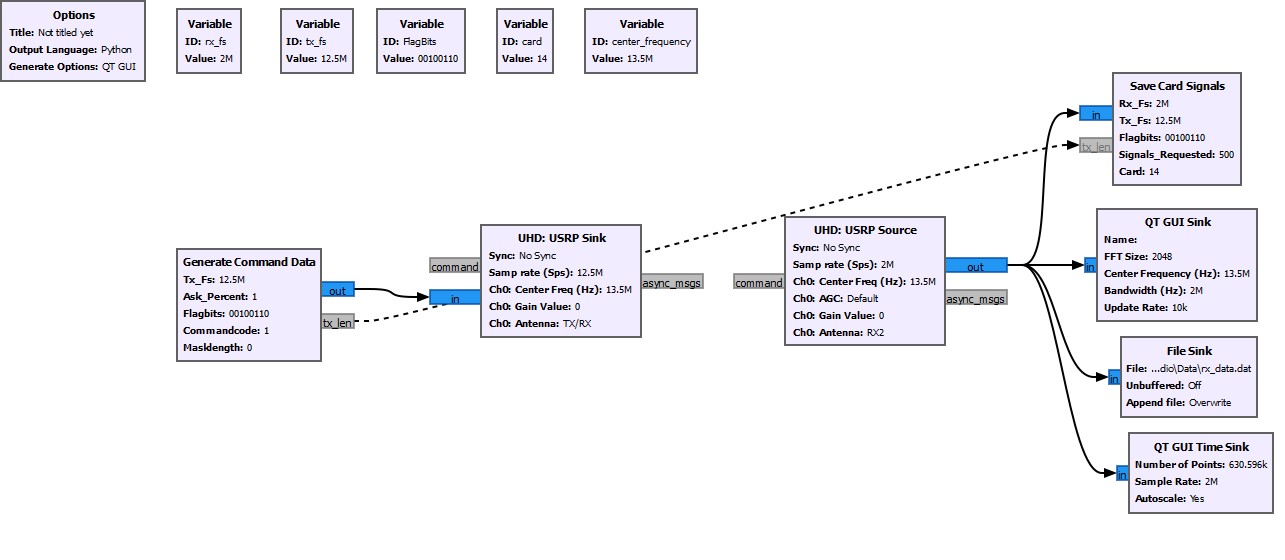 Options
Title: Not titled yet
Output Language: Python
Generate Options: QT GUI
Variable
ID: rx_fs
Value: 2M
Variable
ID: tx_fs
Value: 12.5M
Variable
ID: FlagBits
Value: 00100110
Variable
ID: card
Value: 14
Variable
ID: center_frequency
Value: 13.5M
Generate Command Data
Tx_Fs: 12.5M
Ask_Percent: 1
Flagbits: 00100110
Commandcode: 1
Masklength: 0
out
tx_len
UHD: USRP Sink
Sync: No Sync
Samp rate (Sps): 12.5M
Ch0: Center Freq (Hz): 13.5M
Ch0: Gain Value: 0
Ch0: Antenna: TX/RX
command
in
async_msgs
UHD: USRP Source
Sync: No Sync
Samp rate (Sps): 2M
Ch0: Center Freq (Hz): 13.5M
Ch0: AGC: Default
Ch0: Gain Value: 0
Ch0: Antenna: RX2
command
out
async_msgs
Save Card Signals
Rx_Fs: 2M
Tx_Fs: 12.5M
Flagbits: 00100110
Signals_Requested: 500
Card: 14
in
tx_len
QT GUI Sink
Name:
FFT Size: 2048
Center Frequency (Hz): 13.5M
Bandwidth (Hz): 2M
Update Rate: 10k
in
File Sink
File: ...dio\Data\rx_data.dat
Unbuffered: Off
Append file: Overwrite
in
QT GUI Time Sink
Number of Points: 630.596k
Sample Rate: 2M
Autoscale: Yes
in